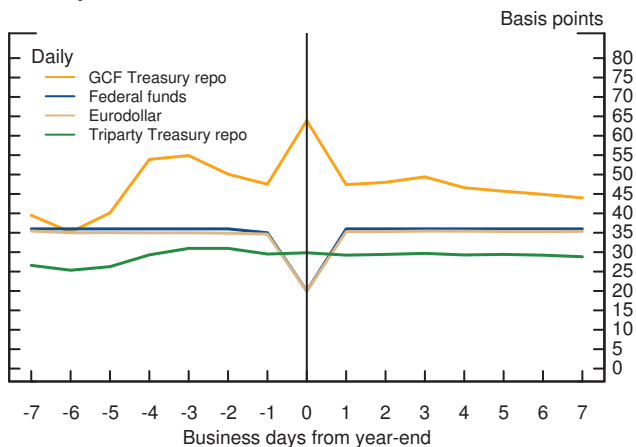 Basis points
Daily
GCF Treasury repo
Federal funds
Eurodollar
Triparty Treasury repo
80
75
70
65
60
55
50
45
40
35
30
25
20
15
10
5
0
-7 -6 -5 -4 -3 -2 -1 0 1 2 3 4 5 6 7
Business days from year-end